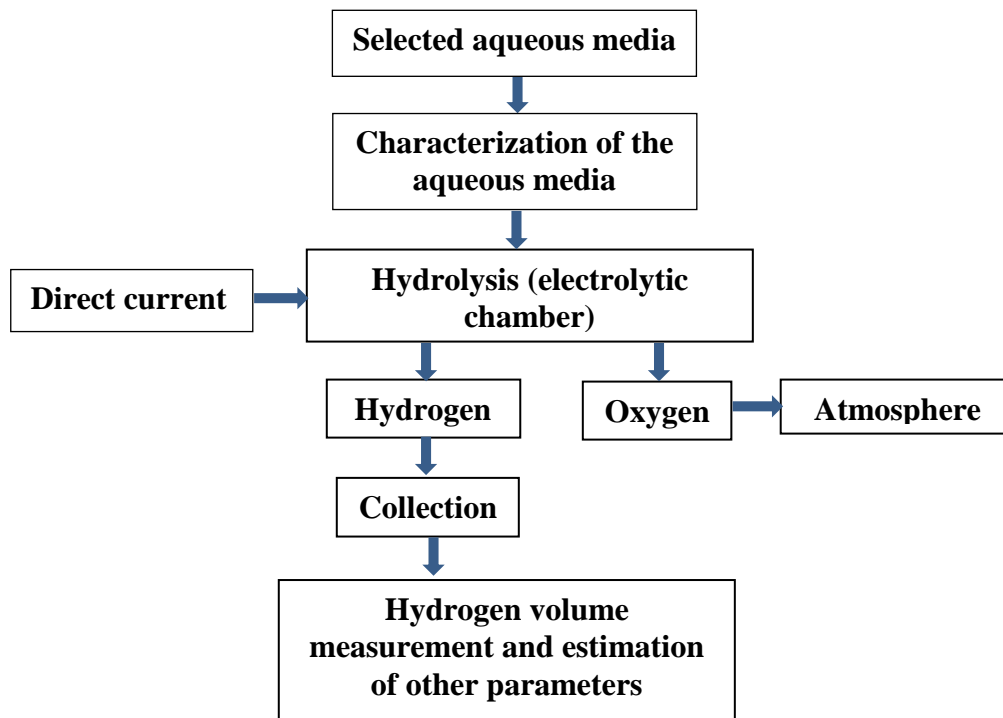 Selected aqueous media
Characterization of the
aqueous media
Direct current
Hydrolysis (electrolytic
chamber)
Hydrogen
Oxygen
Atmosphere
Collection
Hydrogen volume
measurement and estimation
of other parameters